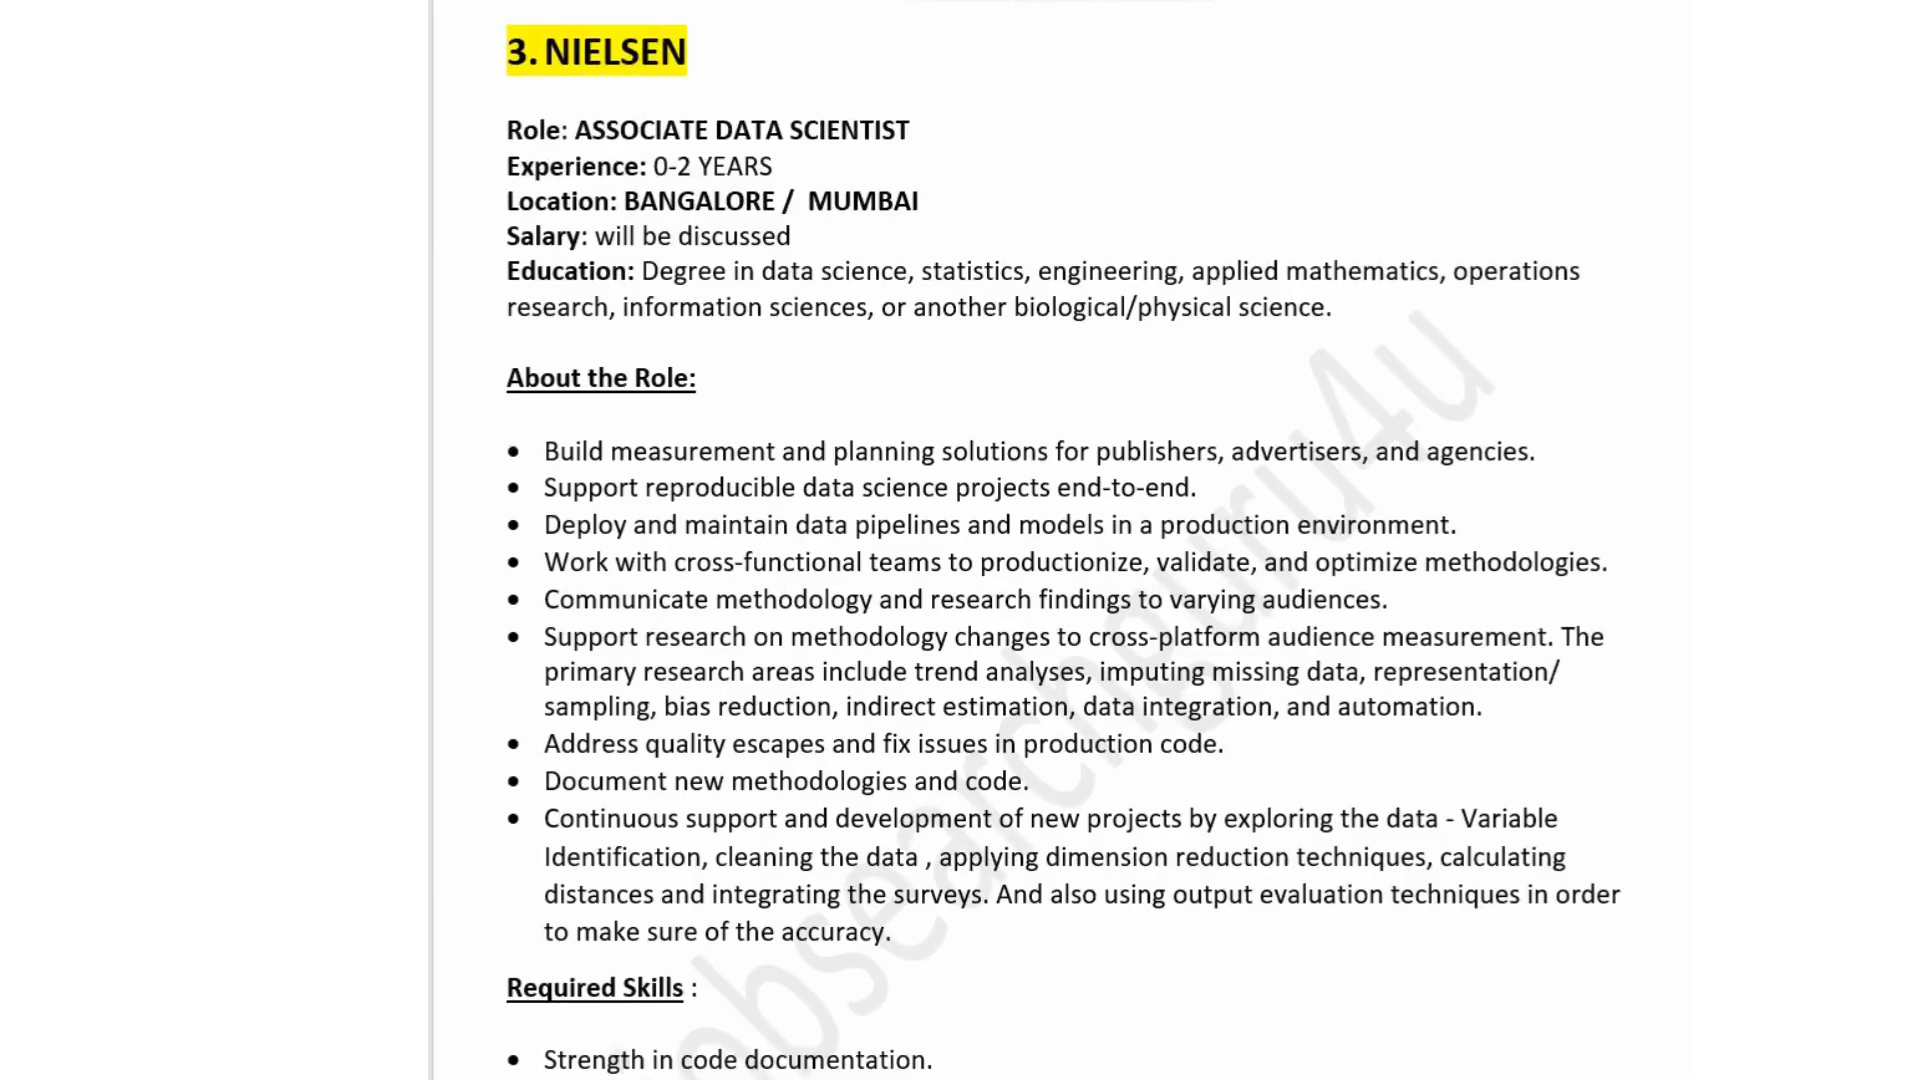 3. NIELSEN
Role: ASSOCIATE DATA SCIENTIST
Experience: 0-2 YEARS
Location: BANGALORE / MUMBAI
Salary: will be discussed
Education: Degree in data science, statistics, engineering, applied mathematics, operations
research, information sciences, or another biological/physical science.
About the Role:
• Build measurement and planning solutions for publishers, advertisers, and agencies.
• Support reproducible data science projects end-to-end.
• Deploy and maintain data pipelines and models in a production environment.
• Work with cross-functional teams to productionize, validate, and optimize methodologies.
• Communicate methodology and research findings to varying audiences.
• Support research on methodology changes to cross-platform audience measurement. The
primary research areas include trend analyses, imputing missing data, representation/
sampling, bias reduction, indirect estimation, data integration, and automation.
• Address quality escapes and fix issues in production code.
• Document new methodologies and code.
• Continuous support and development of new projects by exploring the data - Variable
Identification, cleaning the data , applying dimension reduction techniques, calculating
distances and integrating the surveys. And also using output evaluation techniques in order
to make sure of the accuracy.
Required Skills :
• Strength in code documentation.
jobsearchguru4u